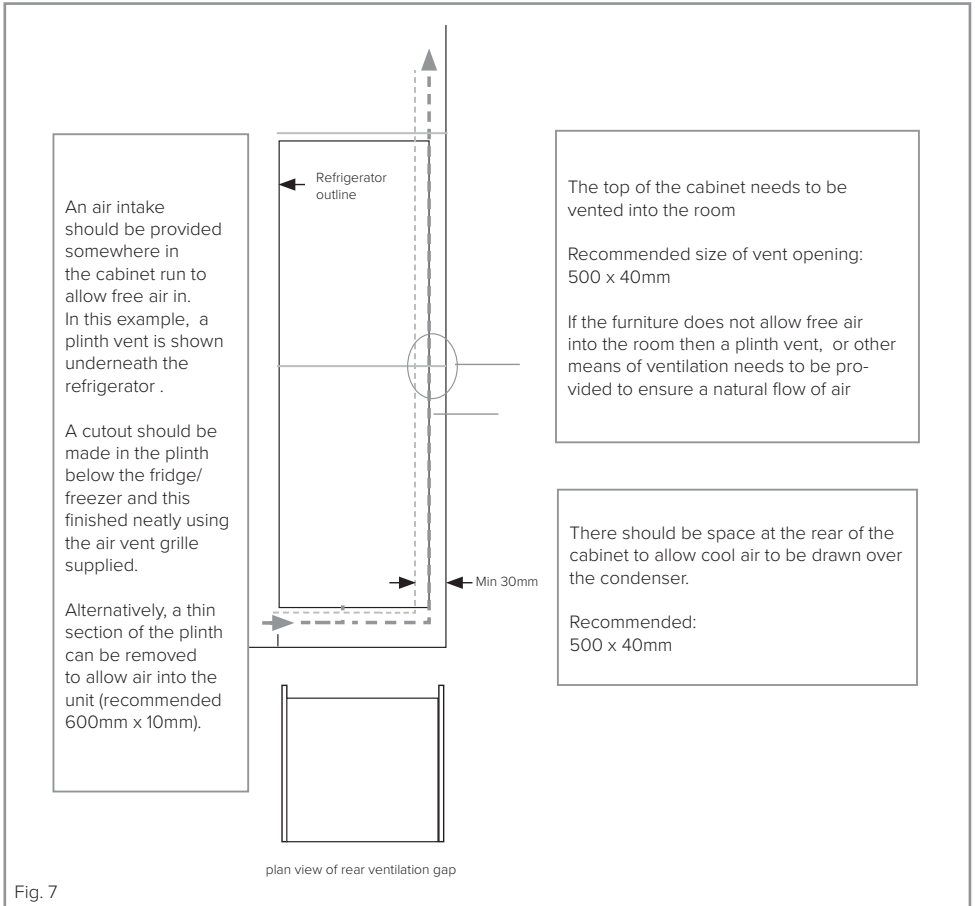 An air intake
should be provided
somewhere in
the cabinet run to
allow free air in.
In this example, a
plinth vent is shown
underneath the
refrigerator .
A cutout should be
made in the plinth
below the fridge/
freezer and this
finished neatly using
the air vent grille
supplied.
Alternatively, a thin
section of the plinth
can be removed
to allow air into the
unit (recommended
600mm x 10mm).
Refrigerator
outline
Min 30mm
plan view of rear ventilation gap
The top of the cabinet needs to be
vented into the room
Recommended size of vent opening:
500 x 40mm
If the furniture does not allow free air
into the room then a plinth vent, or other
means of ventilation needs to be pro-
vided to ensure a natural flow of air
There should be space at the rear of the
cabinet to allow cool air to be drawn over
the condenser.
Recommended:
500 x 40mm
Fig. 7